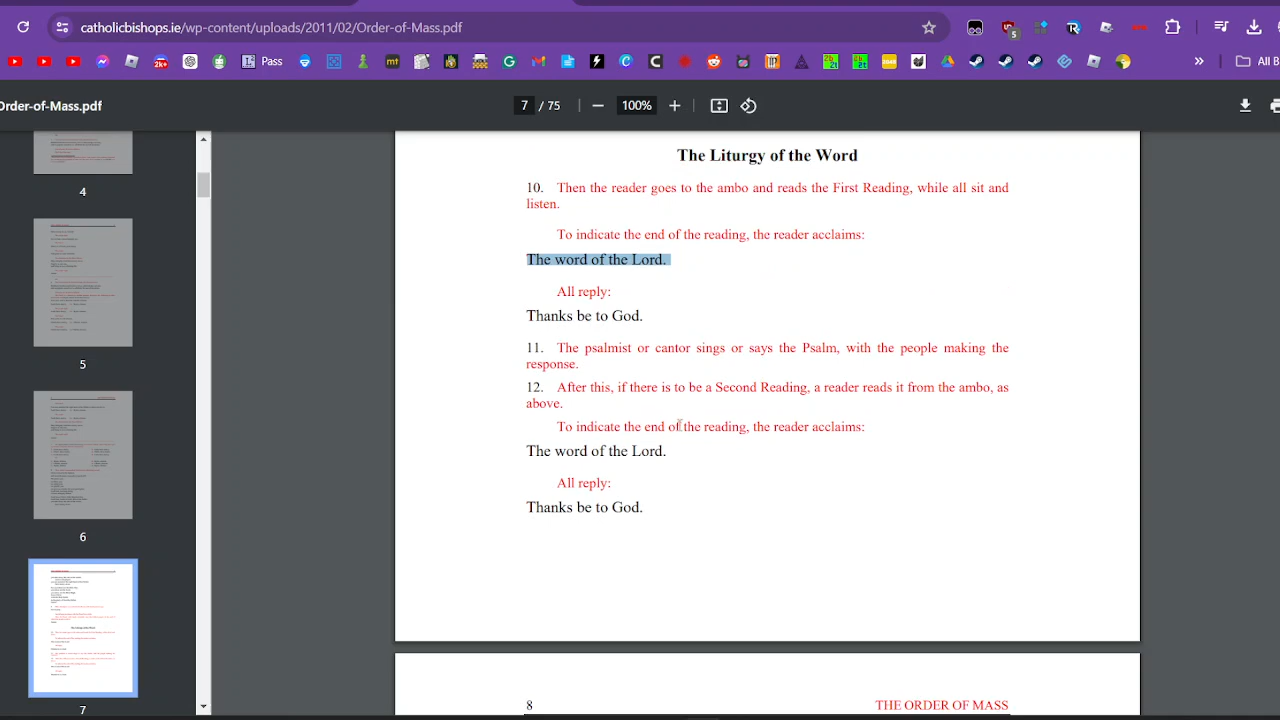 catholicbishops.ie/wp-content/uploads/2011/02/Order-of-Mass.pdf
Pass
All B
Order-of-Mass.pdf
7 / 75
100%
4
5
6
7
The Liturgy of the Word
10. Then the reader goes to the ambo and reads the First Reading, while all sit and
listen.
To indicate the end of the reading, the reader acclaims:
The word of the Lord.
All reply:
Thanks be to God.
11. The psalmist or cantor sings or says the Psalm, with the people making the
response.
12. After this, if there is to be a Second Reading, a reader reads it from the ambo, as
above.
To indicate the end of the reading, the reader acclaims:
The word of the Lord.
All reply:
Thanks be to God.
8 THE ORDER OF MASS